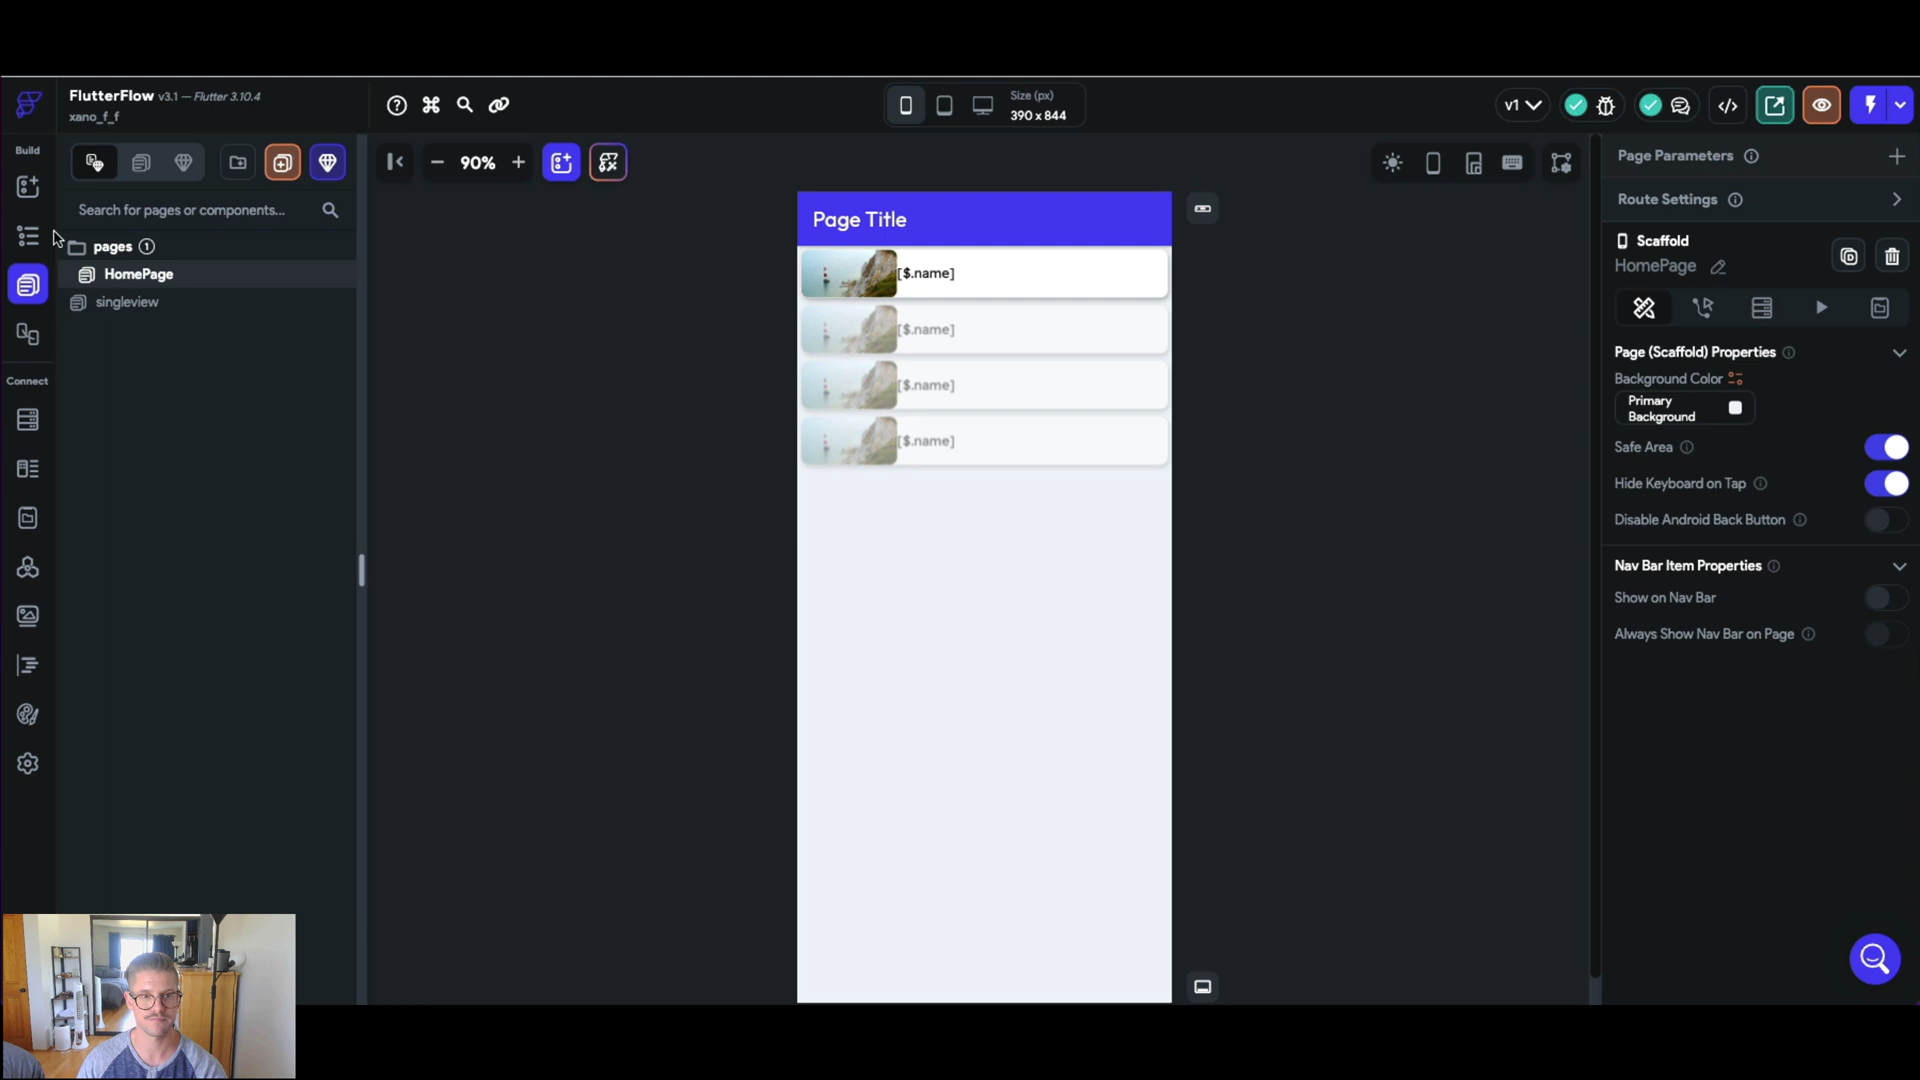 FlutterFlow v3.1 — Flutter 3.10.4
xano_f_f
Size (px)
390 x 844
v1
Build
90%
Search for pages or components...
pages 1
HomePage
singleview
Connect
Page Title
[$.name]
[$.name]
[$.name]
[$.name]
Page Parameters
Route Settings
Scaffold
HomePage
Page (Scaffold) Properties
Background Color
Primary
Background
Safe Area
Hide Keyboard on Tap
Disable Android Back Button
Nav Bar Item Properties
Show on Nav Bar
Always Show Nav Bar on Page